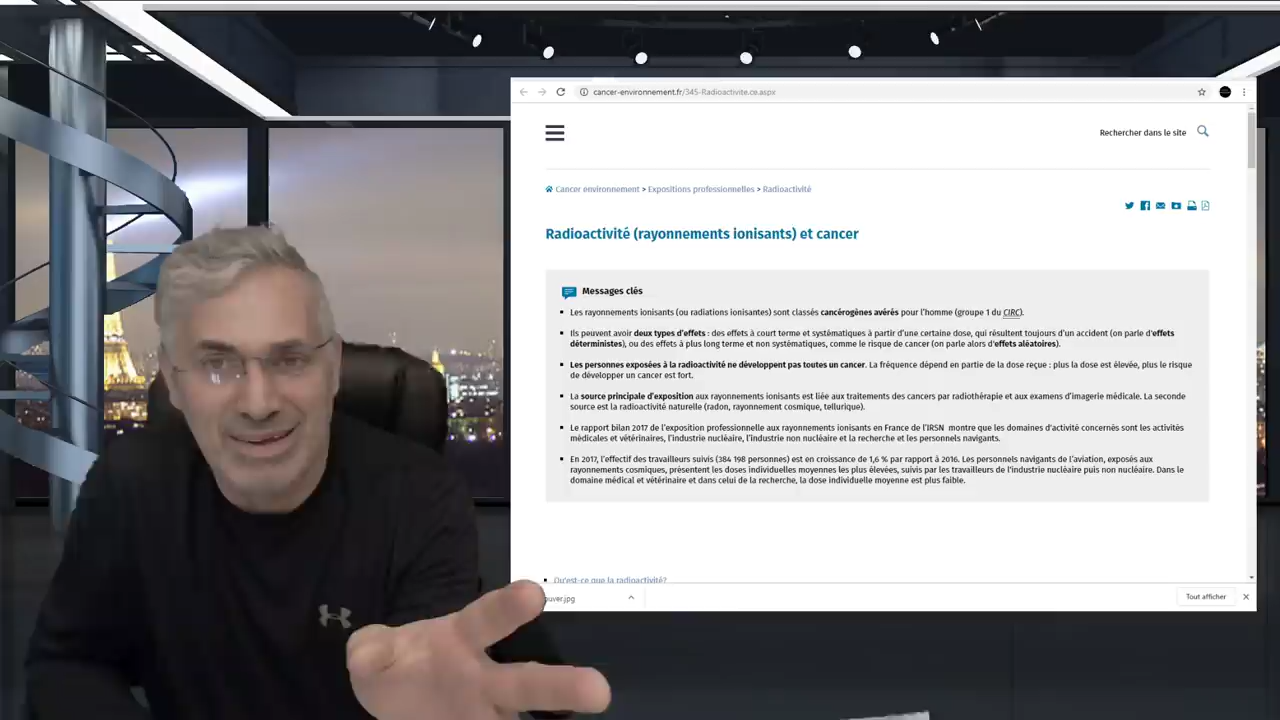 cancer-environnement.fr/345-Radioactivite.ce.aspx
Rechercher dans le site
Cancer environnement > Expositions professionnelles > Radioactivité
Radioactivité (rayonnements ionisants) et cancer
Messages clés
Les rayonnements ionisants (ou radiations ionisantes) sont classés cancérogènes avérés pour l'homme (groupe 1 du CIRC).
Ils peuvent avoir deux types d'effets : des effets à court terme et systématiques à partir d'une certaine dose, qui résultent toujours d'un accident (on parle d'effets
déterministes), ou des effets à plus long terme et non systématiques, comme le risque de cancer (on parle alors d'effets aléatoires).
Les personnes exposées à la radioactivité ne développent pas toutes un cancer. La fréquence dépend en partie de la dose reçue : plus la dose est élevée, plus le risque
de développer un cancer est fort.
La source principale d'exposition aux rayonnements ionisants est liée aux traitements des cancers par radiothérapie et aux examens d'imagerie médicale. La seconde
source est la radioactivité naturelle (radon, rayonnement cosmique, tellurique).
Le rapport bilan 2017 de l'exposition professionnelle aux rayonnements ionisants en France de l'IRSN montre que les domaines d'activité concernés sont les activités
médicales et vétérinaires, l'industrie nucléaire, l'industrie non nucléaire et la recherche et les personnels navigants.
En 2017, l'effectif des travailleurs suivis (384 198 personnes) est en croissance de 1,6 % par rapport à 2016. Les personnels navigants de l'aviation, exposés aux
rayonnements cosmiques, présentent les doses individuelles moyennes les plus élevées, suivis par les travailleurs de l'industrie nucléaire puis non nucléaire. Dans le
domaine médical et vétérinaire et dans celui de la recherche, la dose individuelle moyenne est plus faible.
Qu'est-ce que la radioactivité?
ouver.jpg
Tout afficher